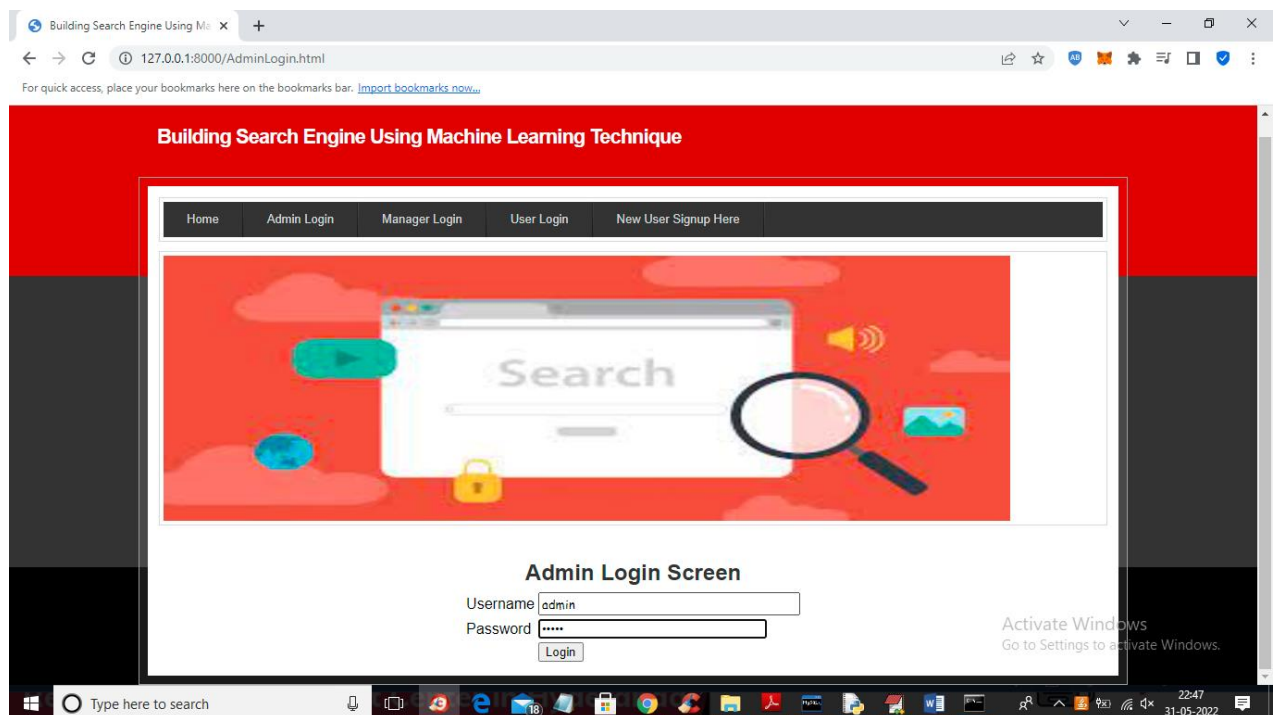 Building Search Engine Using Ma
127.0.0.1:8000/AdminLogin.html
For quick access, place your bookmarks here on the bookmarks bar. Import bookmarks now...
Building Search Engine Using Machine Learning Technique
Home Admin Login Manager Login User Login New User Signup Here
Search
Admin Login Screen
Username admin
Password •••••
Login
Activate Windows
Go to Settings to activate Windows.
Type here to search
18
22:47
31-05-2022